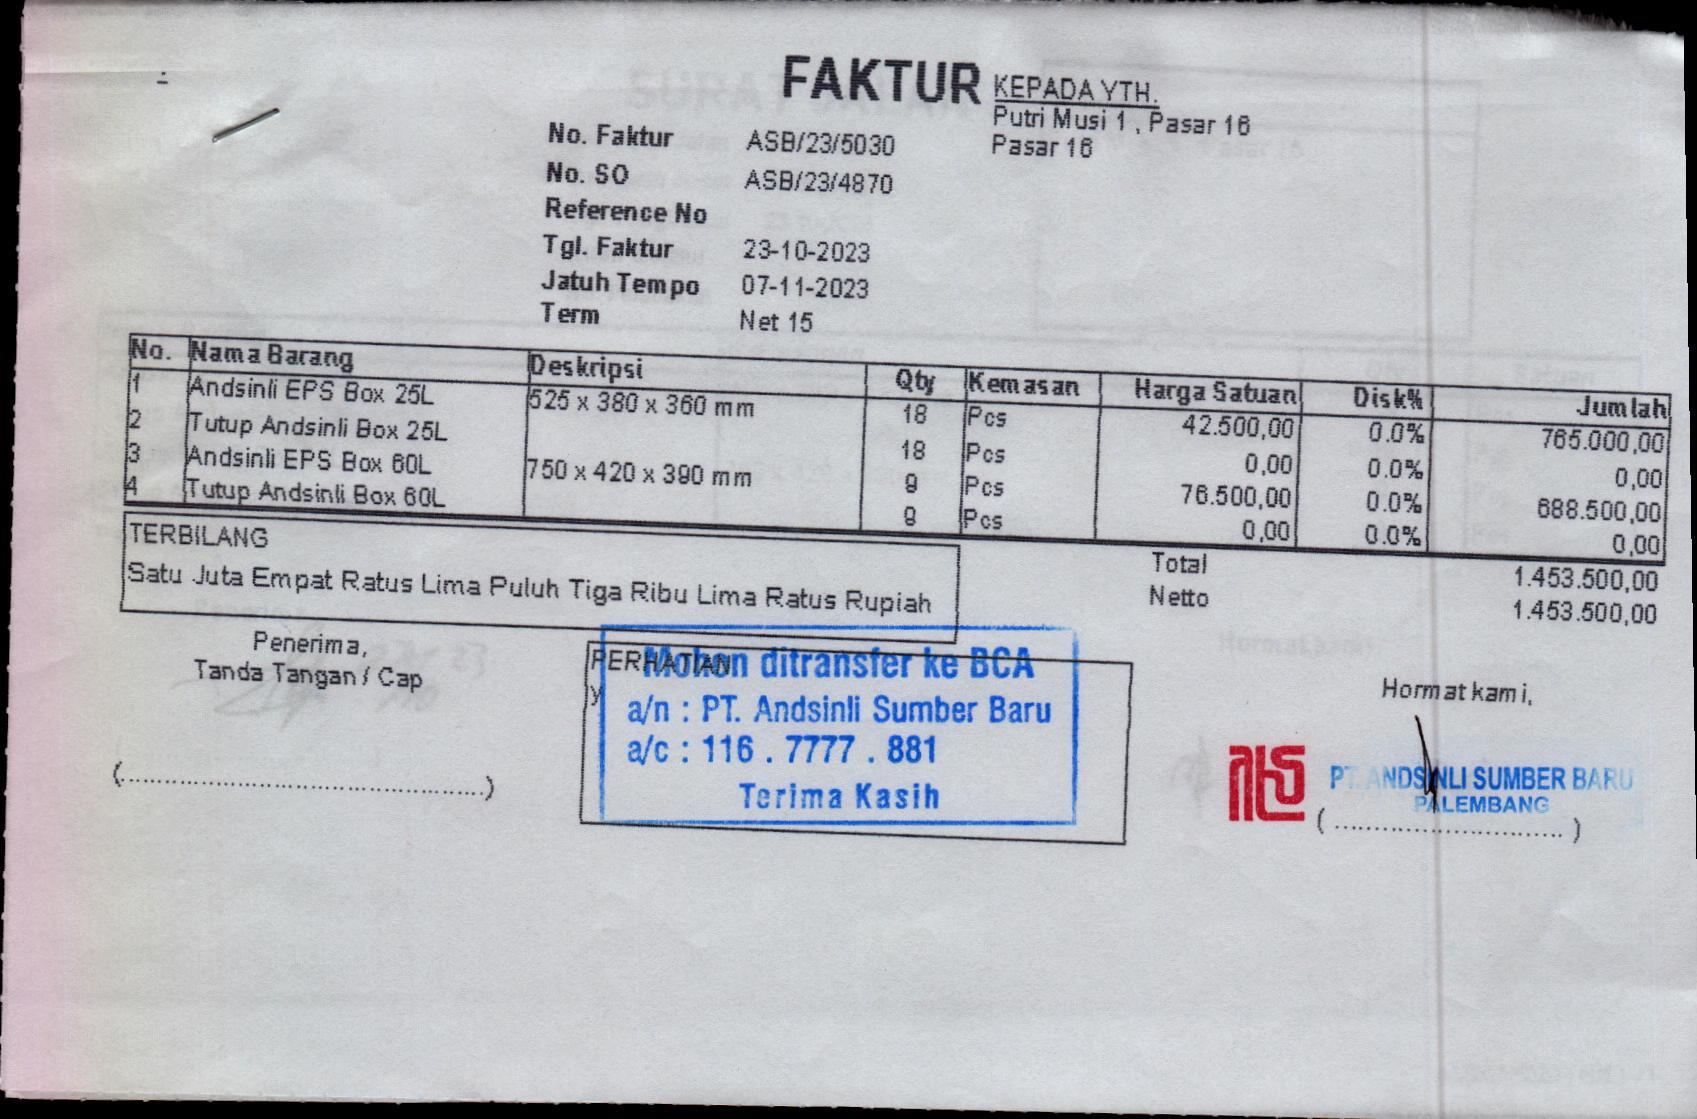 FAKTUR
KEPADA YTH.
Putri Musi 1 , Pasar 16
Pasar 16
No. Faktur ASB/23/5030
No. SO ASB/23/4870
Reference No
Tgl. Faktur 23-10-2023
Jatuh Tempo 07-11-2023
Term Net 15
No. Nama Barang Deskripsi Qty Kemasan Harga Satuan Disk% Jumlah
1 Andsinli EPS Box 25L 525 x 380 x 360 mm 18 Pcs 42.500,00 0.0% 765.000,00
2 Tutup Andsinli Box 25L 18 Pcs 0,00 0.0% 0,00
3 Andsinli EPS Box 60L 750 x 420 x 390 mm 9 Pcs 76.500,00 0.0% 688.500,00
4 Tutup Andsinli Box 60L 9 Pcs 0,00 0.0% 0,00
Total 1.453.500,00
Netto 1.453.500,00
TERBILANG
Satu Juta Empat Ratus Lima Puluh Tiga Ribu Lima Ratus Rupiah
Penerima,
Tanda Tangan / Cap
(..............................................)
PERHATIAN
Mohon ditransfer ke BCA
a/n : PT. Andsinli Sumber Baru
a/c : 116 . 7777 . 881
Terima Kasih
Hormat kami,
PT. ANDSINLI SUMBER BARU
PALEMBANG
(..............................)